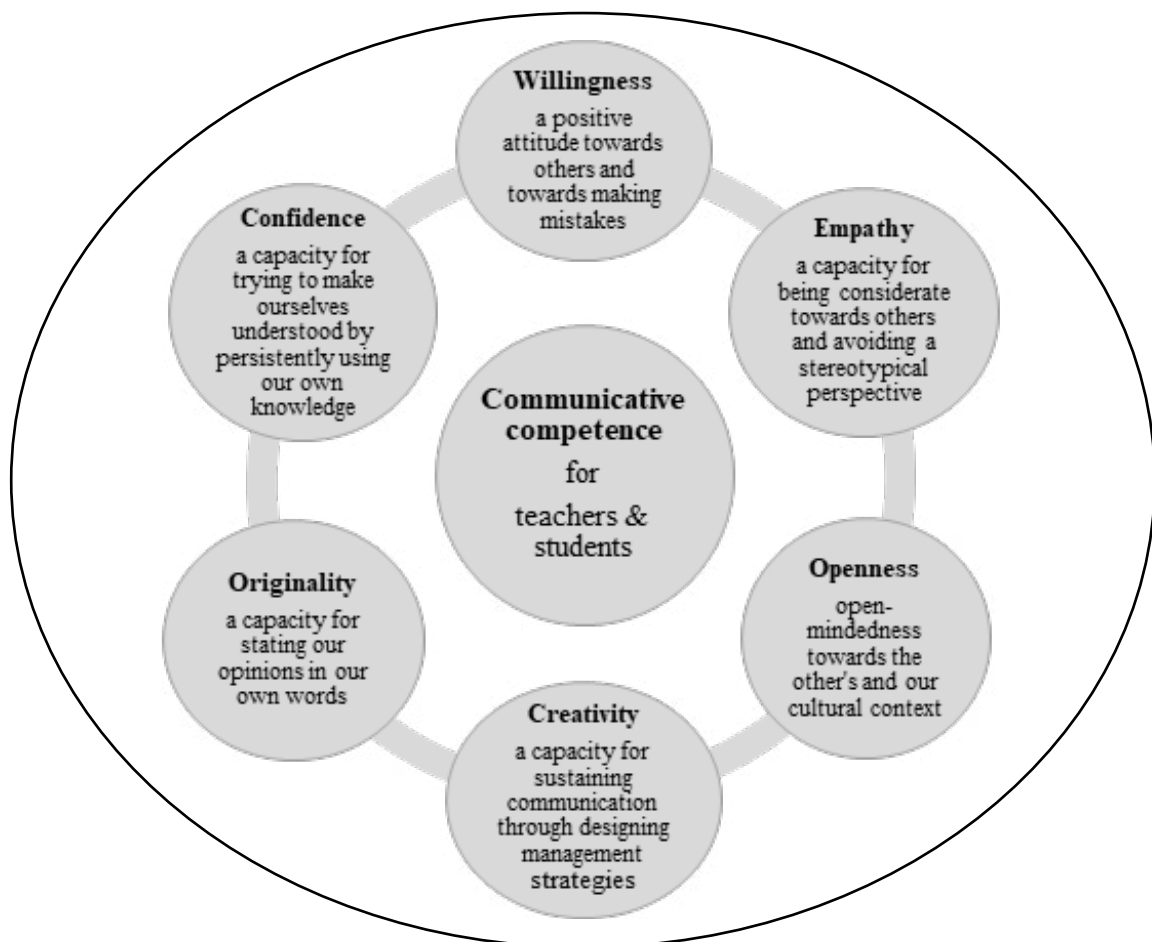 Willingness
a positive
attitude towards
others and
towards making
mistakes
Confidence
a capacity for
trying to make
ourselves
understood by
persistently using
our own
knowledge
Empathy
a capacity for
being considerate
towards others
and avoiding a
stereotypical
perspective
Communicative
competence
for
teachers &
students
Originality
a capacity for
stating our
opinions in our
own words
Openness
open-
mindedness
towards the
other's and our
cultural context
Creativity
a capacity for
sustaining
communication
through designing
management
strategies